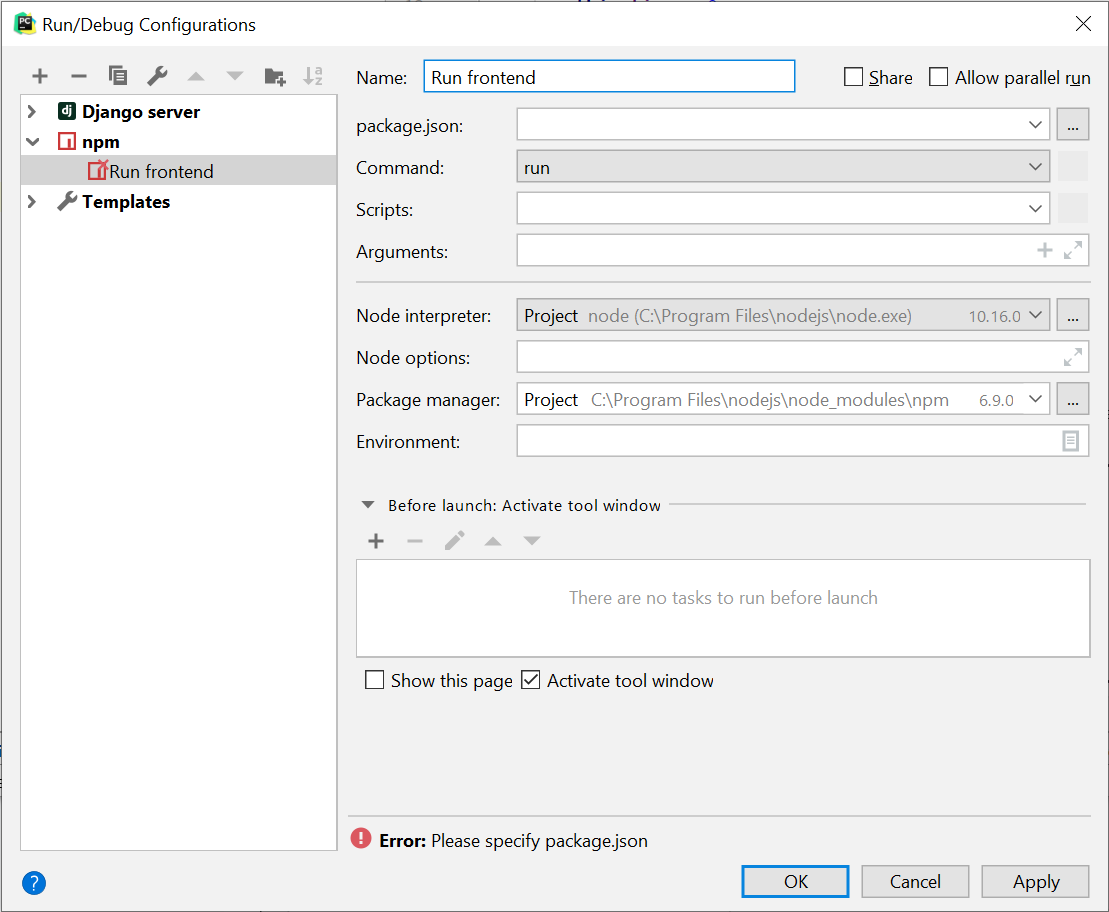 PC
Run/Debug Configurations
Name: Run frontend Share Allow parallel run
dj Django server
npm
Run frontend
Templates
package.json: ...
Command: run
Scripts:
Arguments:
Node interpreter: Project node (C:\Program Files\nodejs\node.exe) 10.16.0 ...
Node options:
Package manager: Project C:\Program Files\nodejs\node_modules\npm 6.9.0 ...
Environment:
Before launch: Activate tool window
There are no tasks to run before launch
Show this page Activate tool window
Error: Please specify package.json
? OK Cancel Apply